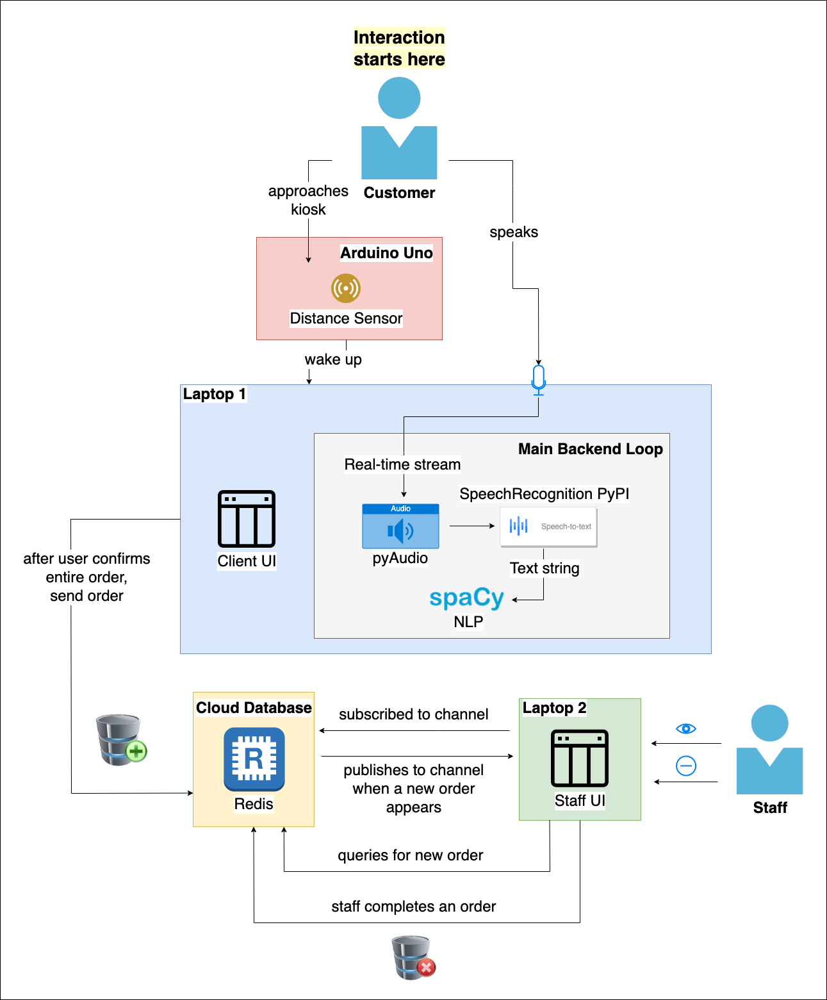 Interaction
starts here
Customer
approaches
kiosk
speaks
Arduino Uno
Distance Sensor
wake up
Laptop 1
Main Backend Loop
Real-time stream
SpeechRecognition PyPI
Audio
Speech-to-text
pyAudio
Client UI
Text string
spaCy
NLP
after user confirms
entire order,
send order
Cloud Database
R
Redis
subscribed to channel
publishes to channel
when a new order
appears
Laptop 2
Staff UI
Staff
queries for new order
staff completes an order